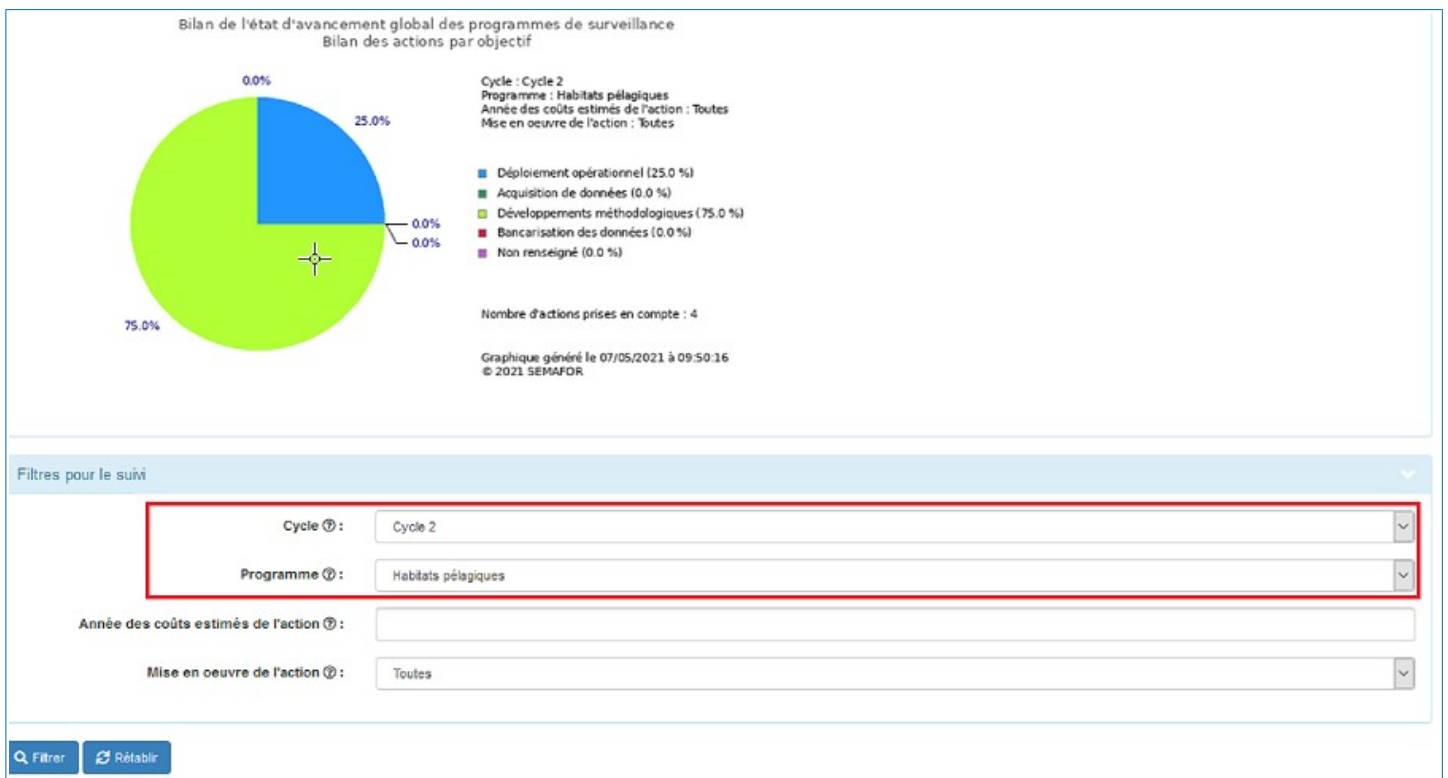 Bilan de l'état d'avancement global des programmes de surveillance
Bilan des actions par objectif
0.0%
25.0%
0.0%
0.0%
75.0%
Cycle : Cycle 2
Programme : Habitats pélagiques
Année des coûts estimés de l'action : Toutes
Mise en oeuvre de l'action : Toutes
Déploiement opérationnel (25.0 %)
Acquisition de données (0.0 %)
Développements méthodologiques (75.0 %)
Bancarisation des données (0.0 %)
Non renseigné (0.0 %)
Nombre d'actions prises en compte : 4
Graphique généré le 07/05/2021 à 09:50:16
© 2021 SEMAFOR
Filtres pour le suivi
Cycle ? : Cycle 2
Programme ? : Habitats pélagiques
Année des coûts estimés de l'action ? :
Mise en oeuvre de l'action ? : Toutes
Filtrer Rétablir